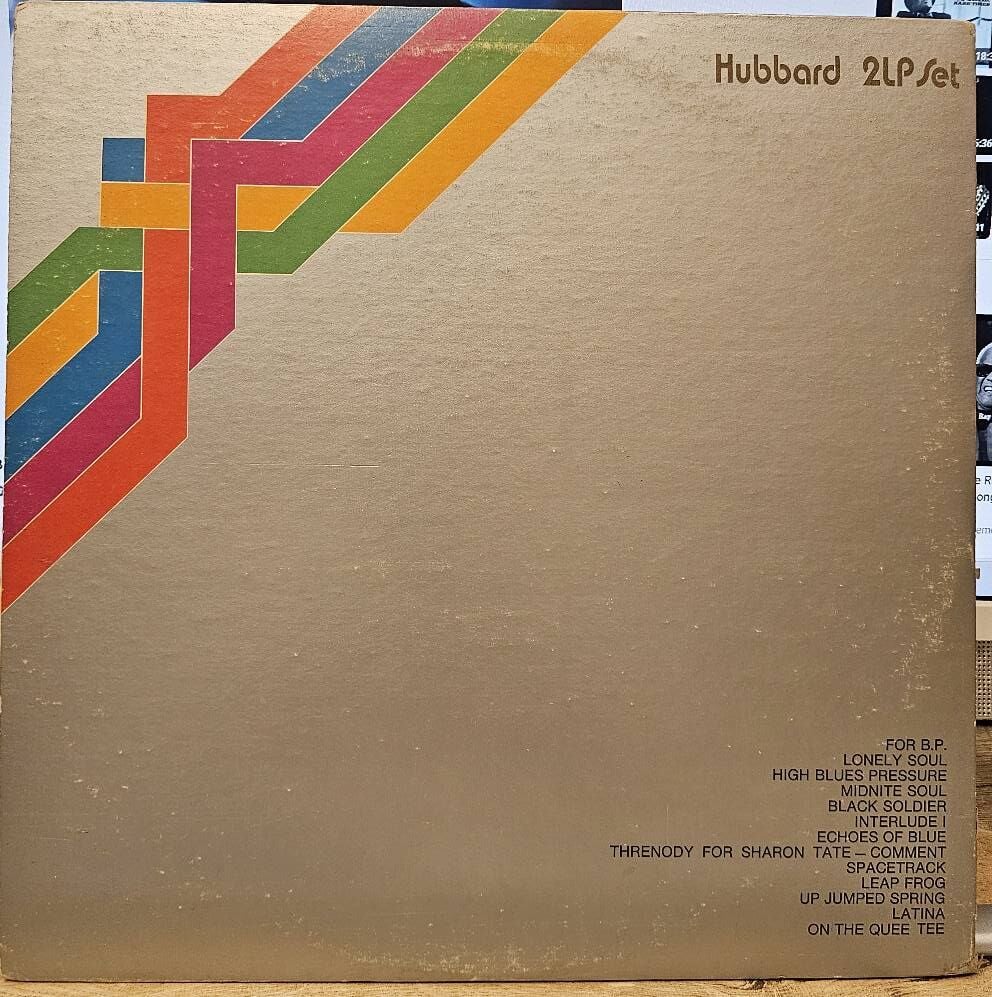 Hubbard 2LP Set
FOR B.P.
LONELY SOUL
HIGH BLUES PRESSURE
MIDNITE SOUL
BLACK SOLDIER
INTERLUDE I
ECHOES OF BLUE
THRENODY FOR SHARON TATE – COMMENT
SPACETRACK
LEAP FROG
UP JUMPED SPRING
LATINA
ON THE QUEE TEE